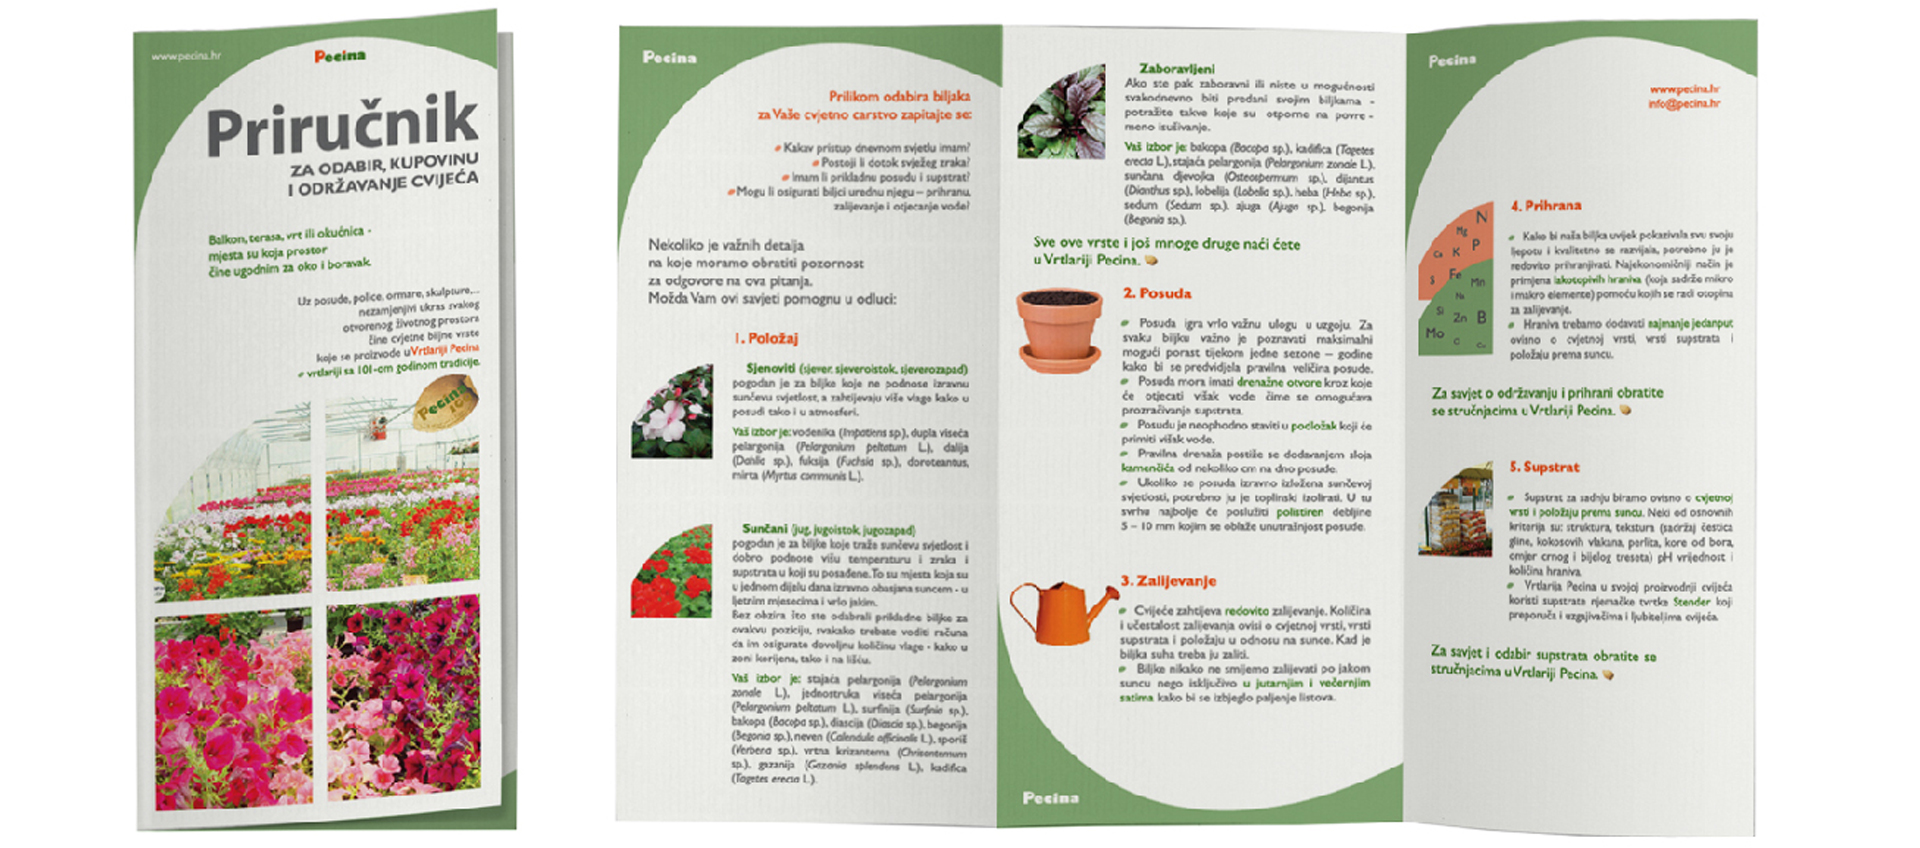 www.pecina.hr
Pecina
Priručnik
ZA ODABIR, KUPOVINU
I ODRŽAVANJE CVIJEĆA
Balkon, terasa, vrt ili okućnica -
mjesta su koja prostor
čine ugodnim za oko i boravak.
Uz posude, police, ormare, skulpture,...
nezamjenjivi ukras svakog
otvorenog životnog prostora
čine cvjetne biljne vrste
koje se proizvode u Vrtlariji Pecina
vrtlariji sa 101-om godinom tradicije.
Pecina
Pecina
Prilikom odabira biljaka
za Vaše cvjetno carstvo zapitajte se:
Kakav pristup dnevnom svjetlu imam?
Postoji li dotok svježeg zraka?
Imam li prikladnu posudu i supstrat?
Mogu li osigurati biljci urednu njegu – prihranu,
zalijevanje i otjecanje vode?
Nekoliko je važnih detalja
na koje moramo obratiti pozornost
za odgovore na ova pitanja.
Možda Vam ovi savjeti pomognu u odluci:
1. Položaj
Sjenoviti (sjever, sjeveroistok, sjeverozapad)
pogodan je za biljke koje ne podnose izravnu
sunčevu svjetlost, a zahtijevaju više vlage kako u
posudi tako i u atmosferi.
Vaš izbor je: vodenika (Impatiens sp.), dupla viseća
pelargonija (Pelargonium peltatum L.), dalija
(Dahlia sp.), fuksija (Fuchsia sp.), doroteantus,
mirta (Myrtus communis L.).
Sunčani (jug, jugoistok, jugozapad)
pogodan je za biljke koje traže sunčevu svjetlost i
dobro podnose višu temperaturu i zraka i
supstrata u koji su posađene. To su mjesta koja su
u jednom dijelu dana izravno obasjana suncem - u
ljetnim mjesecima i vrlo jakim.
Bez obzira što ste odabrali prikladne biljke za
ovakvu poziciju, svakako trebate voditi računa
da im osigurate dovoljnu količinu vlage - kako u
zoni korijena, tako i na lišću.
Vaš izbor je: stajaća pelargonija (Pelargonium
zonale L.), jednostruka viseća pelargonija
(Pelargonium peltatum L.), surfinija (Surfinia sp.),
bakopa (Bacopa sp.), diascija (Diascia sp.), begonija
(Begonia sp.), neven (Calendula officinalis L.), sporiš
(Verbena sp.), vrtna krizantema (Chrisantemum
sp.), gazanija (Gazania splendens L.), kadifica
(Tagetes erecta L.).
Zaboravljeni
Ako ste pak zaboravni ili niste u mogućnosti
svakodnevno biti predani svojim biljkama -
potražite takve koje su otporne na povre -
meno isušivanje.
Vaš izbor je: bakopa (Bacopa sp.), kadifica (Tagetes
erecta L.), stajaća pelargonija (Pelargonium zonale L.),
sunčana djevojka (Osteospermum sp.), dijantus
(Dianthus sp.), lobelija (Lobelia sp.), heba (Hebe sp.),
sedum (Sedum sp.), ajuga (Ajuga sp.), begonija
(Begonia sp.).
Sve ove vrste i još mnoge druge naći ćete
u Vrtlariji Pecina.
2. Posuda
Posuda igra vrlo važnu ulogu u uzgoju. Za
svaku biljku važno je poznavati maksimalni
mogući porast tijekom jedne sezone – godine
kako bi se predvidjela pravilna veličina posude.
Posuda mora imati drenažne otvore kroz koje
će otjecati višak vode čime se omogućava
prozračivanje supstrata.
Posudu je neophodno staviti u podložak koji će
primiti višak vode.
Pravilna drenaža postiže se dodavanjem sloja
kamenčića od nekoliko cm na dno posude.
Ukoliko se posuda izravno izložena sunčevoj
svjetlosti, potrebno ju je toplinski izolirati. U tu
svrhu najbolje će poslužiti polistiren debljine
5 – 10 mm kojim se oblaže unutrašnjost posude.
3. Zalijevanje
Cvijeće zahtijeva redovito zalijevanje. Količina
i učestalost zalijevanja ovisi o cvjetnoj vrsti, vrsti
supstrata i položaju u odnosu na sunce. Kad je
biljka suha treba ju zaliti.
Biljke nikako ne smijemo zalijevati po jakom
suncu nego isključivo u jutarnjim i večernjim
satima kako bi se izbjeglo paljenje listova.
Pecina
Pecina
www.pecina.hr
info@pecina.hr
N
Mg
P
Ca
K
S
Fe
Mn
Na
Si
Zn
B
Mo
4. Prihrana
Kako bi naša biljka uvijek pokazivala svu svoju
ljepotu i kvalitetno se razvijala, potrebno ju je
redovito prihranjivati. Najekonomičniji način je
primjena lakotopivih hraniva (koja sadrže mikro
i makro elemente) pomoću kojih se radi otopina
za zalijevanje.
Hraniva trebamo dodavati najmanje jedanput
ovisno o cvjetnoj vrsti, vrsti supstrata i
položaju prema suncu.
Za savjet o održavanju i prihrani obratite
se stručnjacima u Vrtlariji Pecina.
5. Supstrat
Supstrat za sadnju biramo ovisno o cvjetnoj
vrsti i položaju prema suncu. Neki od osnovnih
kriterija su: struktura, tekstura (sadržaj čestica
gline, kokosovih vlakana, perlita, kore od bora,
omjer crnog i bijelog treseta) pH vrijednost i
količina hraniva.
Vrtlarija Pecina u svojoj proizvodnji cvijeća
koristi supstrata njemačke tvrtke Stender koji
preporuča i uzgajivačima i ljubiteljima cvijeća.
Za savjet i odabir supstrata obratite se
stručnjacima u Vrtlariji Pecina.